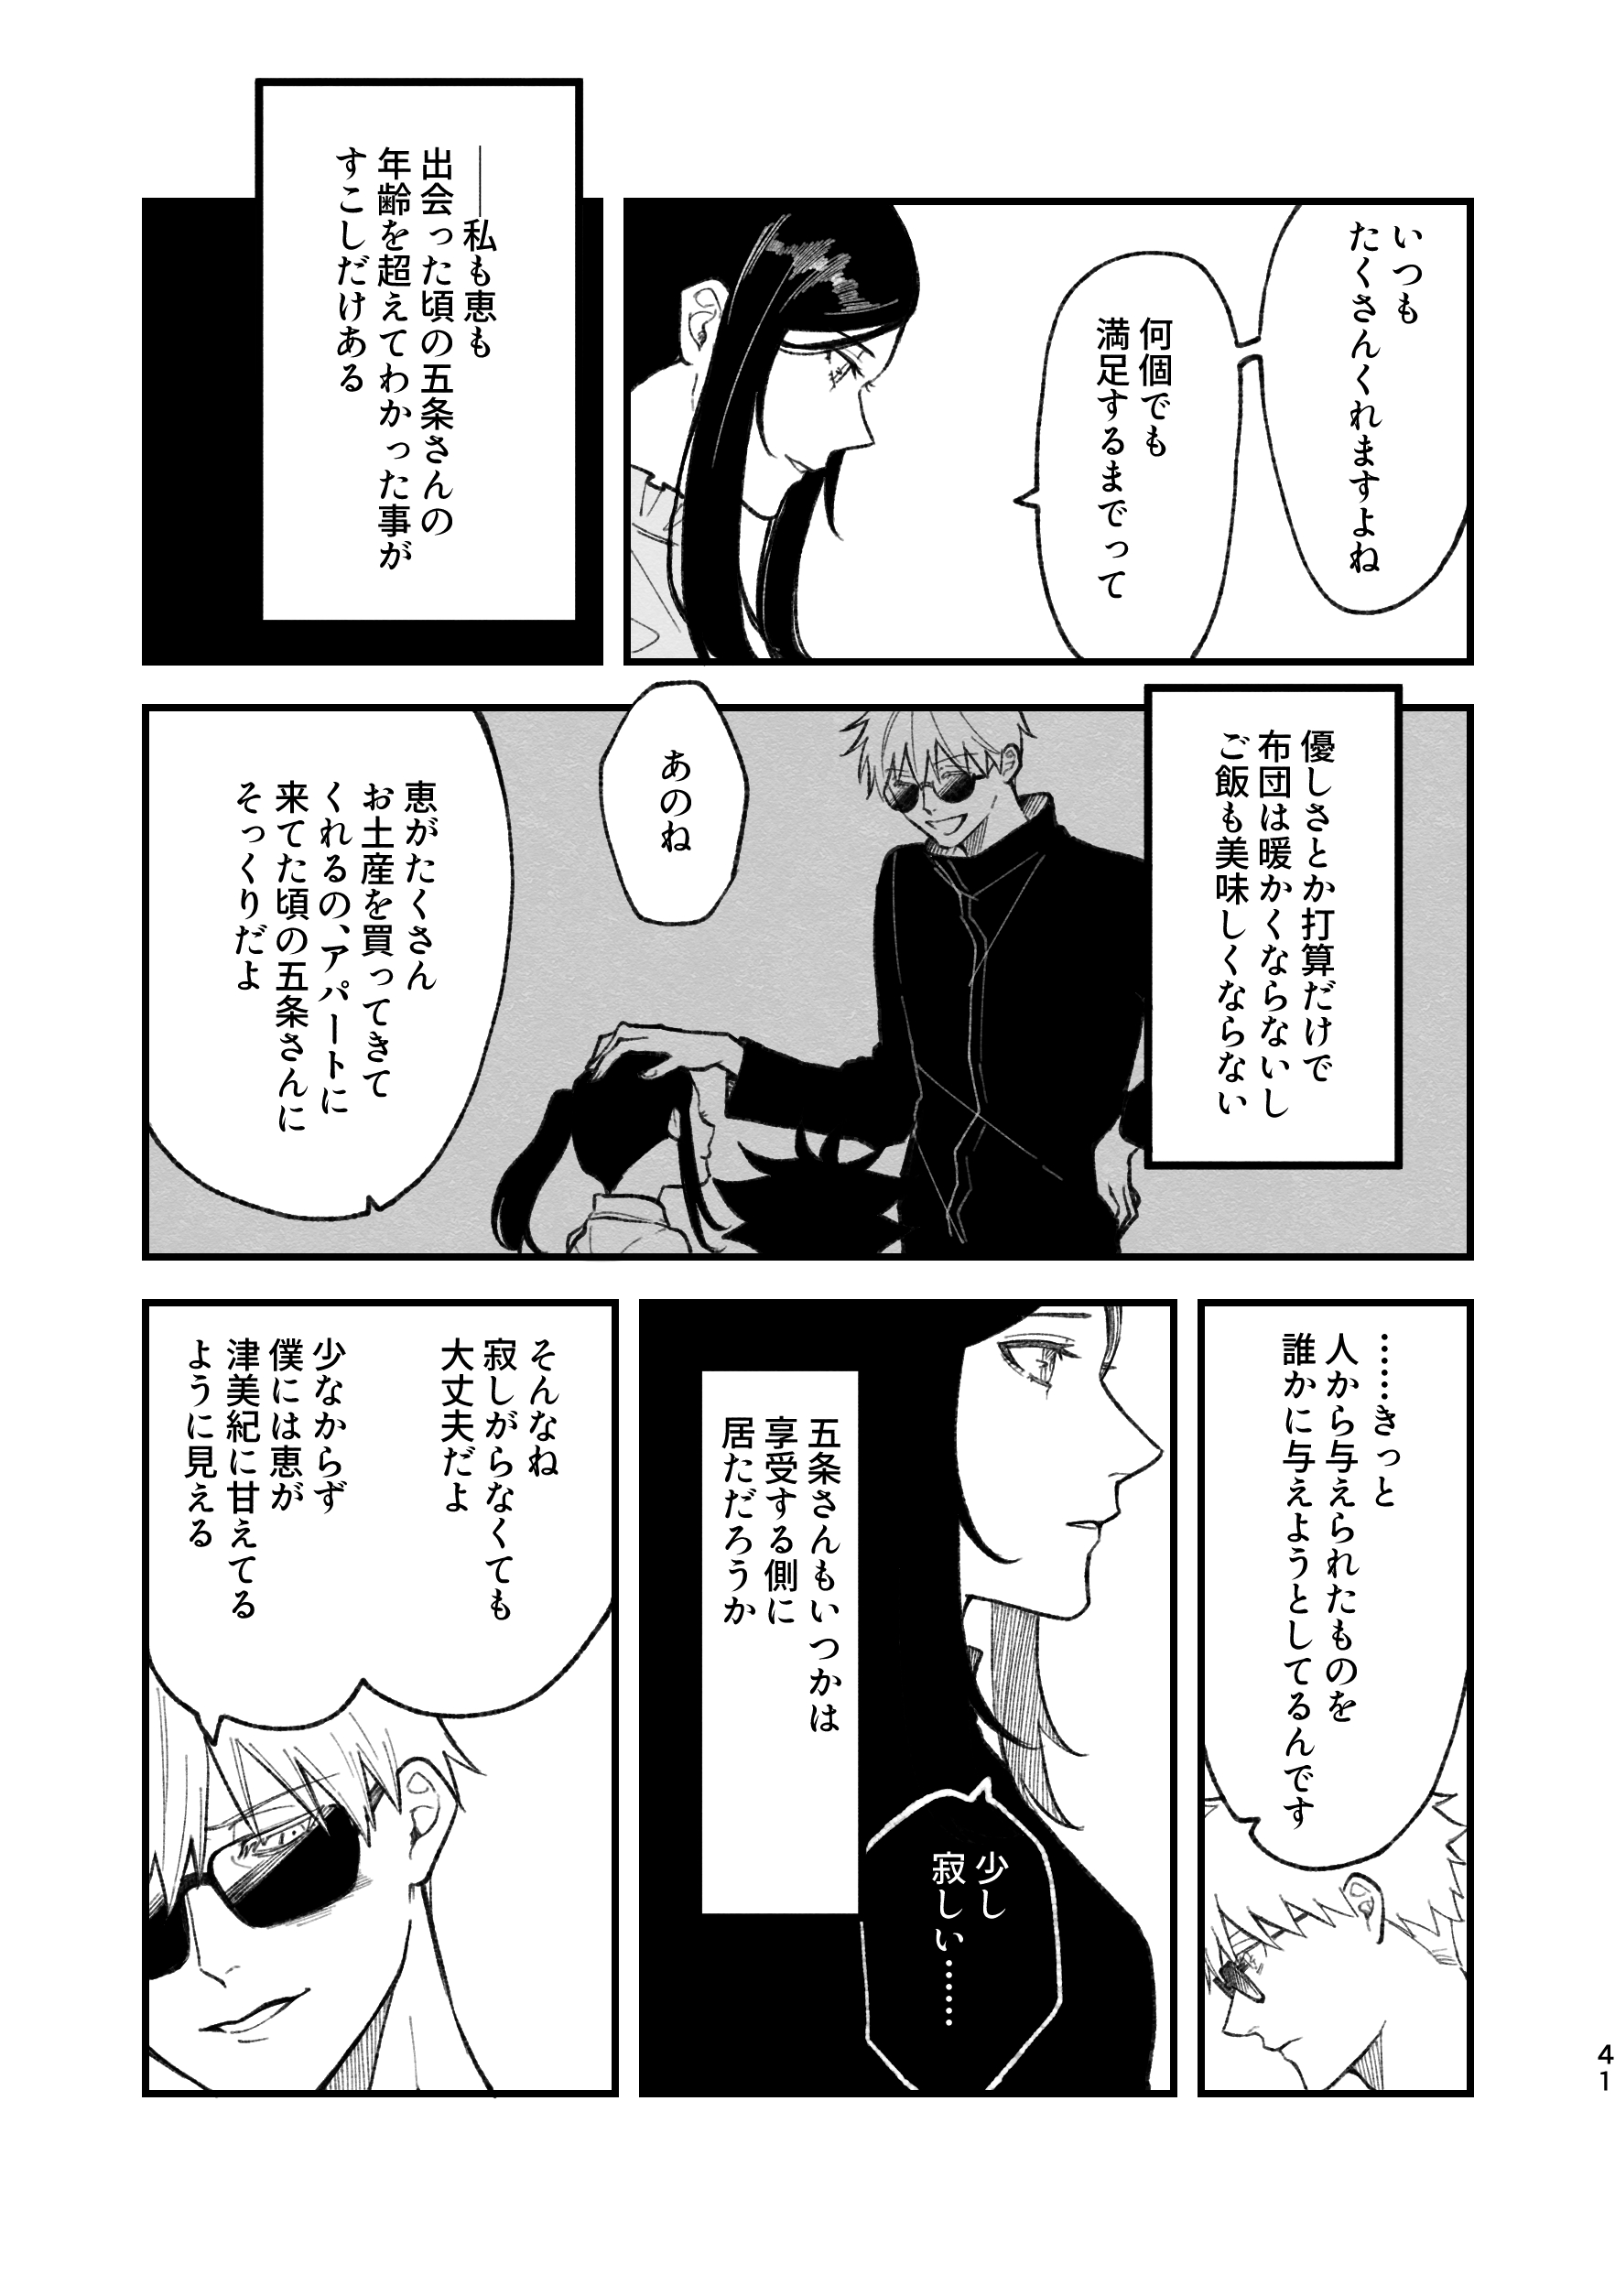 いつも
たくさんくれますよね
何個でも
満足するまでって
――私も恵も
出会った頃の五条さんの
年齢を超えてわかった事が
すこしだけある
優しさとか打算だけで
布団は暖かくならないし
ご飯も美味しくならない
あのね
恵がたくさん
お土産を買ってきて
くれるの、アパートに
来てた頃の五条さんに
そっくりだよ
……きっと
人から与えられたものを
誰かに与えようとしてるんです
五条さんもいつかは
享受する側に
居ただろうか
少し
寂しい……
そんなね
寂しがらなくても
大丈夫だよ
少なからず
僕には恵が
津美紀に甘えてる
ように見える
41